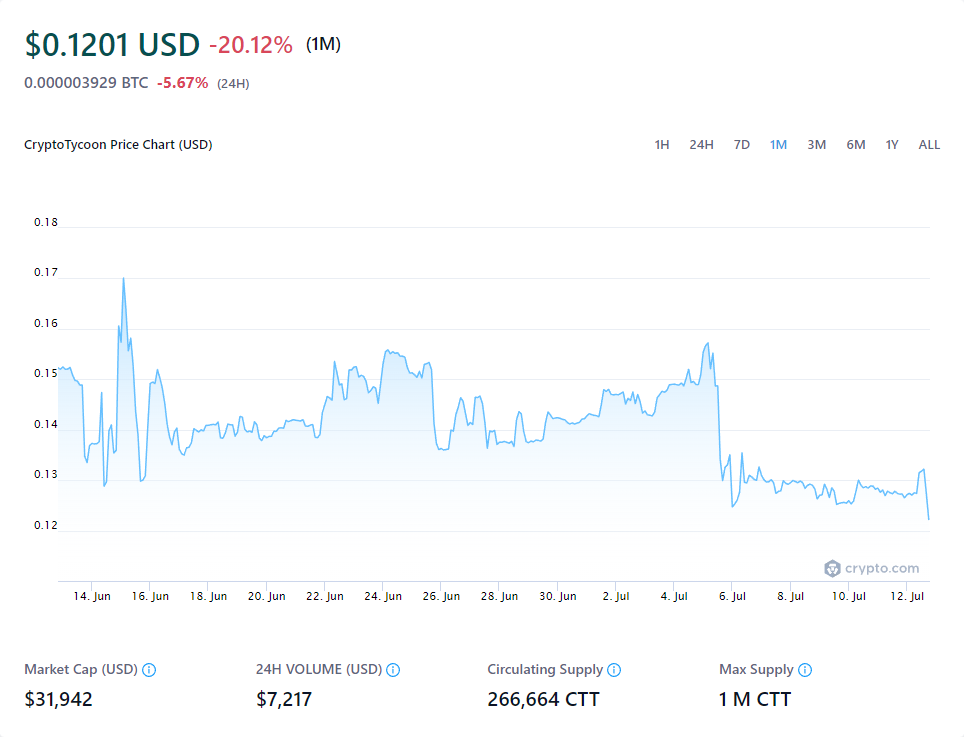 $0.1201 USD -20.12% (1M)
0.000003929 BTC -5.67% (24H)
CryptoTycoon Price Chart (USD) 1H 24H 7D 1M 3M 6M 1Y ALL
0.18
0.17
0.16
0.15
0.14
0.13
0.12
crypto.com
14. Jun 16. Jun 18. Jun 20. Jun 22. Jun 24. Jun 26. Jun 28. Jun 30. Jun 2. Jul 4. Jul 6. Jul 8. Jul 10. Jul 12. Jul
Market Cap (USD) 24H VOLUME (USD) Circulating Supply Max Supply
$31,942 $7,217 266,664 CTT 1 M CTT